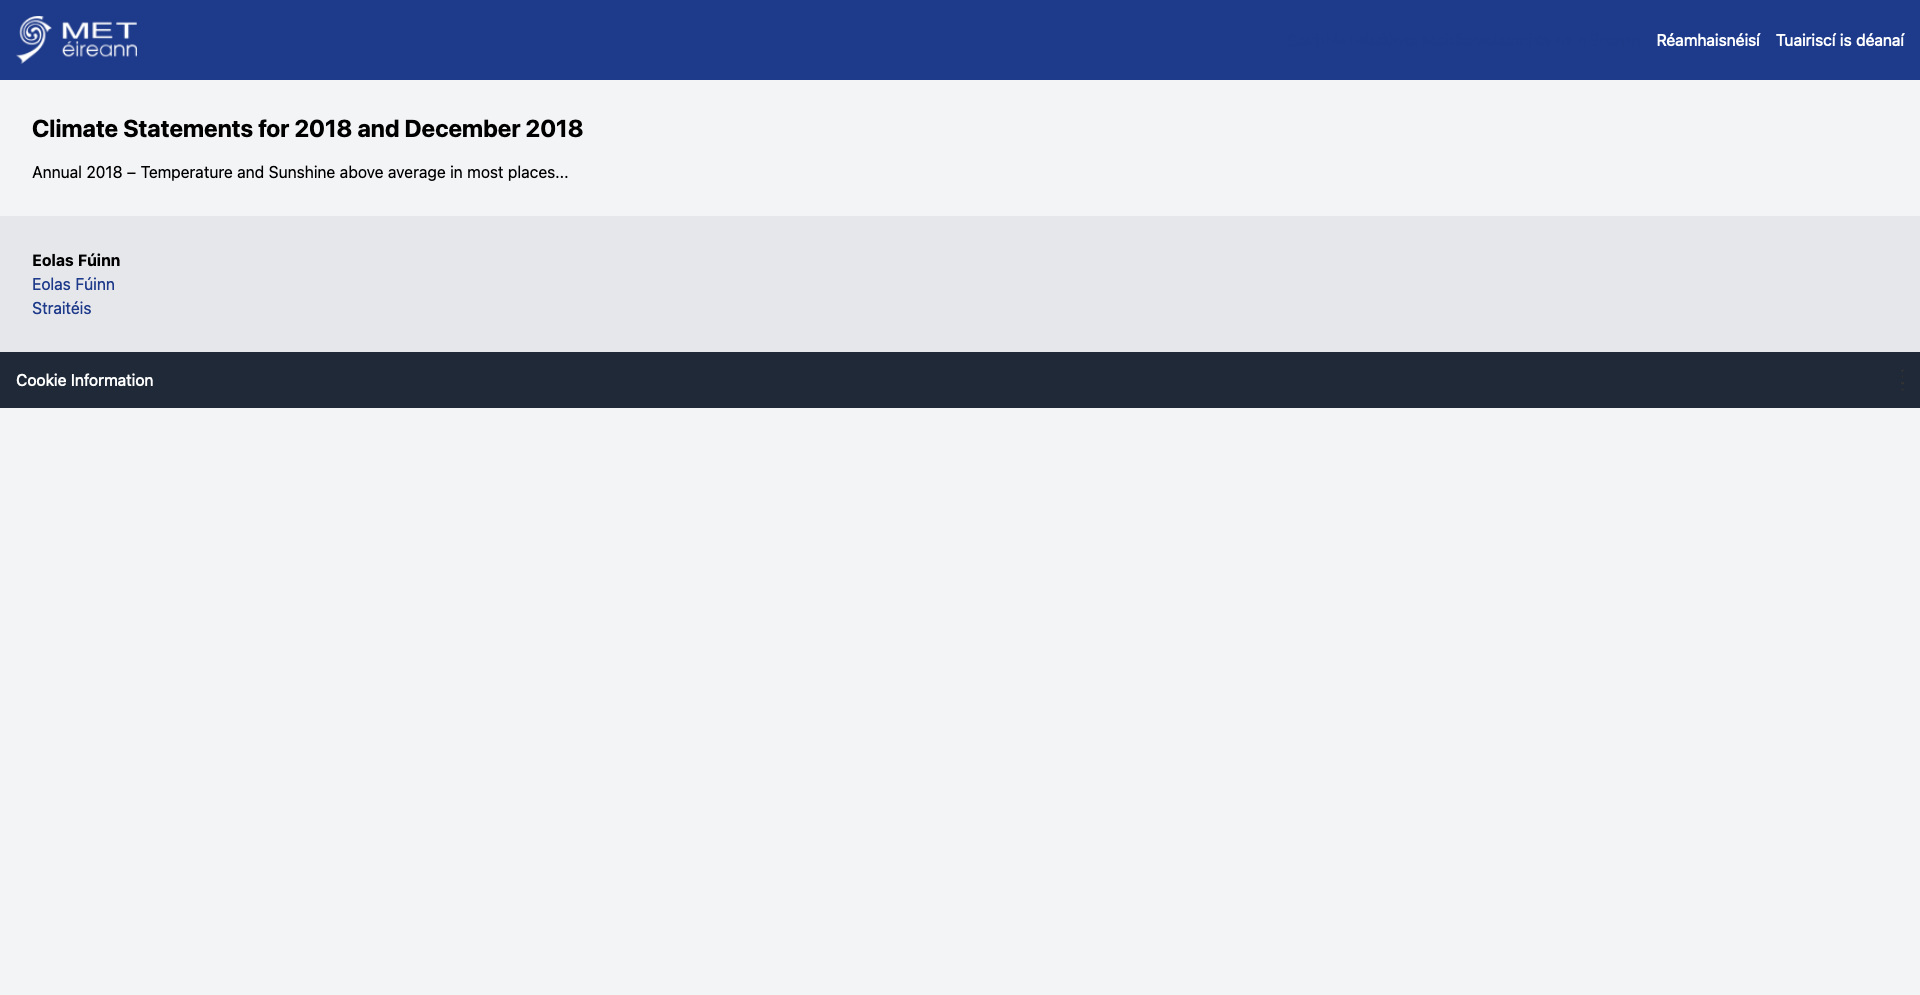 MET
éireann
Réamhaisnéisí Tuairiscí is déanaí
Climate Statements for 2018 and December 2018
Annual 2018 – Temperature and Sunshine above average in most places...
Eolas Fúinn
Eolas Fúinn
Straitéis
Cookie Information